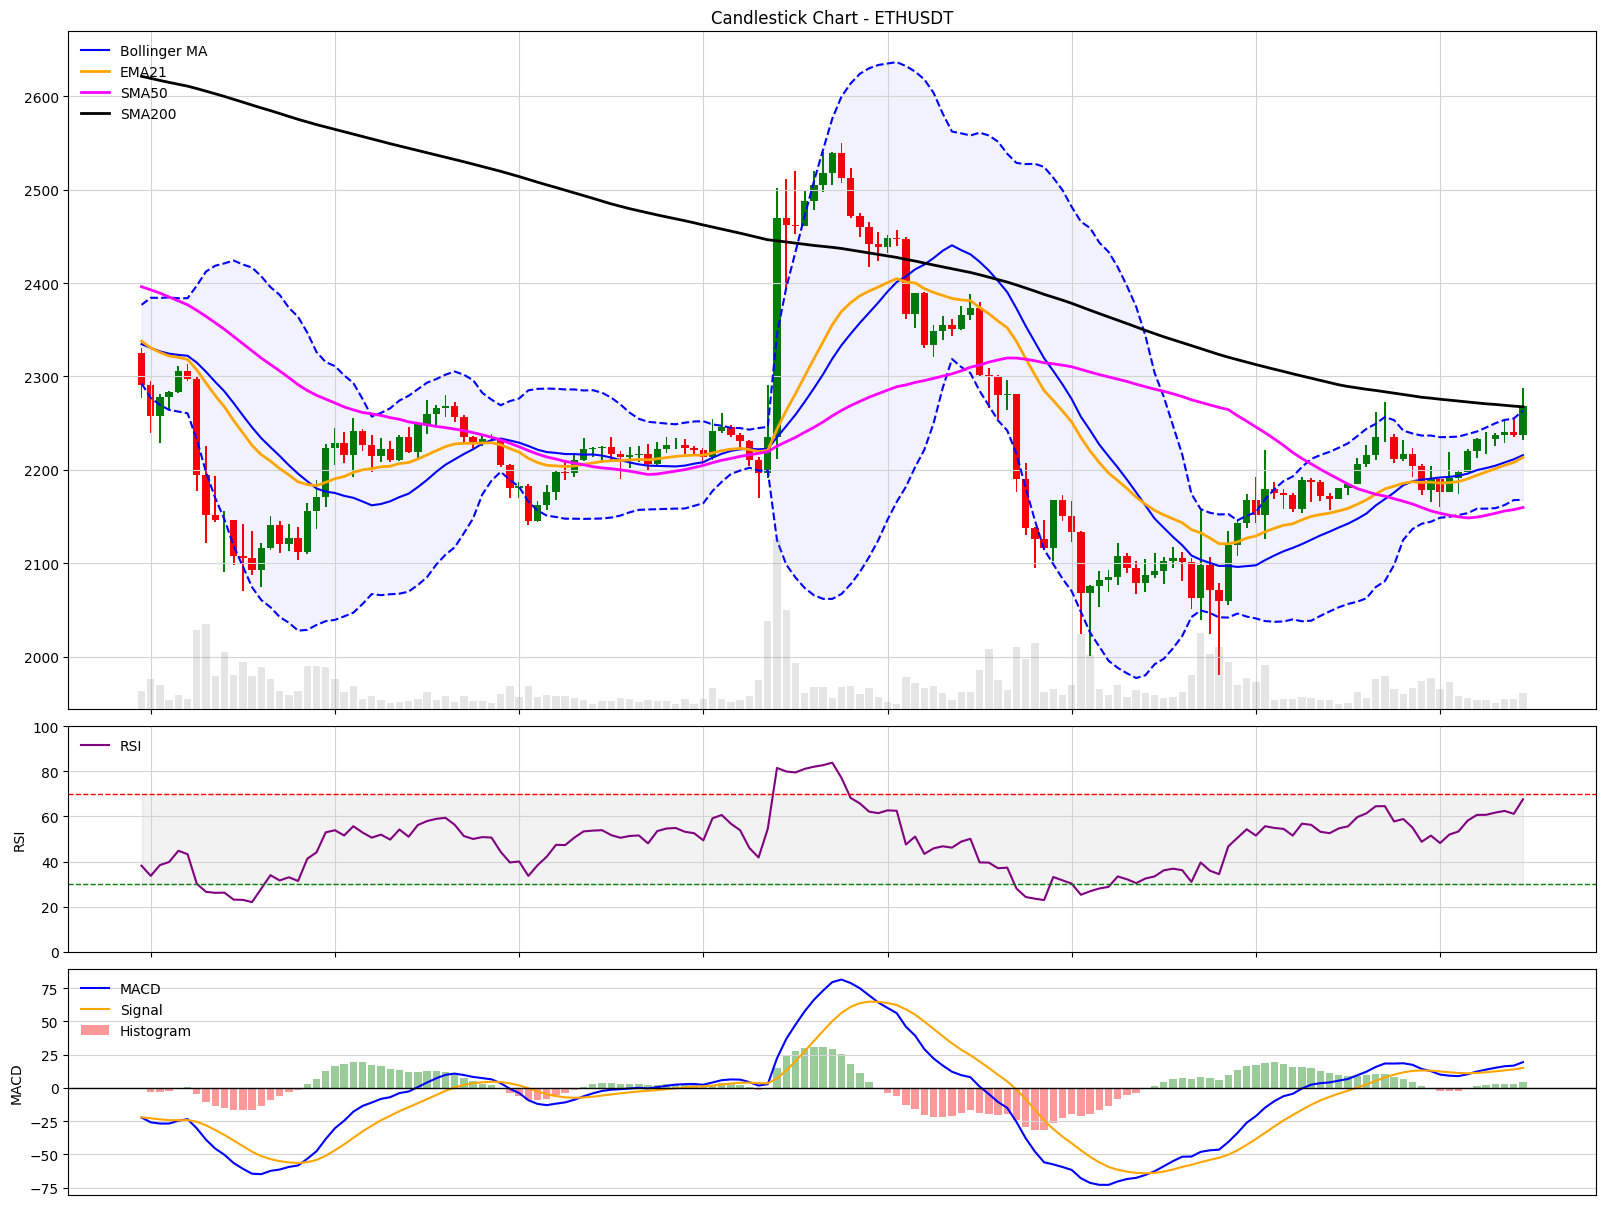 Candlestick Chart - ETHUSDT
Bollinger MA
EMA21
SMA50
SMA200
2600
2500
2400
2300
2200
2100
2000
RSI
100
80
60
40
20
0
RSI
MACD
Signal
Histogram
75
50
25
0
−25
−50
−75
MACD